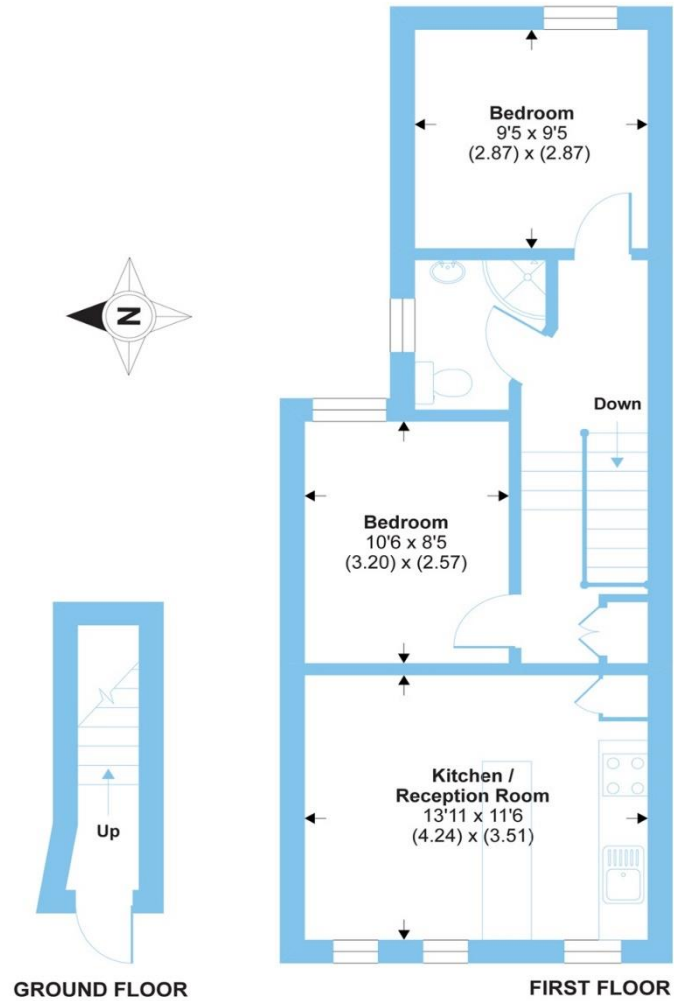 Bedroom
9'5 x 9'5
(2.87) x (2.87)
N
Down
Bedroom
10'6 x 8'5
(3.20) x (2.57)
Kitchen /
Reception Room
13'11 x 11'6
(4.24) x (3.51)
Up
GROUND FLOOR
FIRST FLOOR